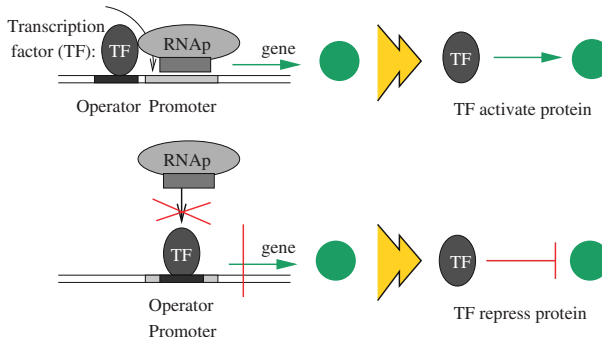 Transcription
factor (TF):
TF
RNAp
gene
TF
Operator Promoter
TF activate protein
RNAp
TF
gene
TF
Operator
Promoter
TF repress protein